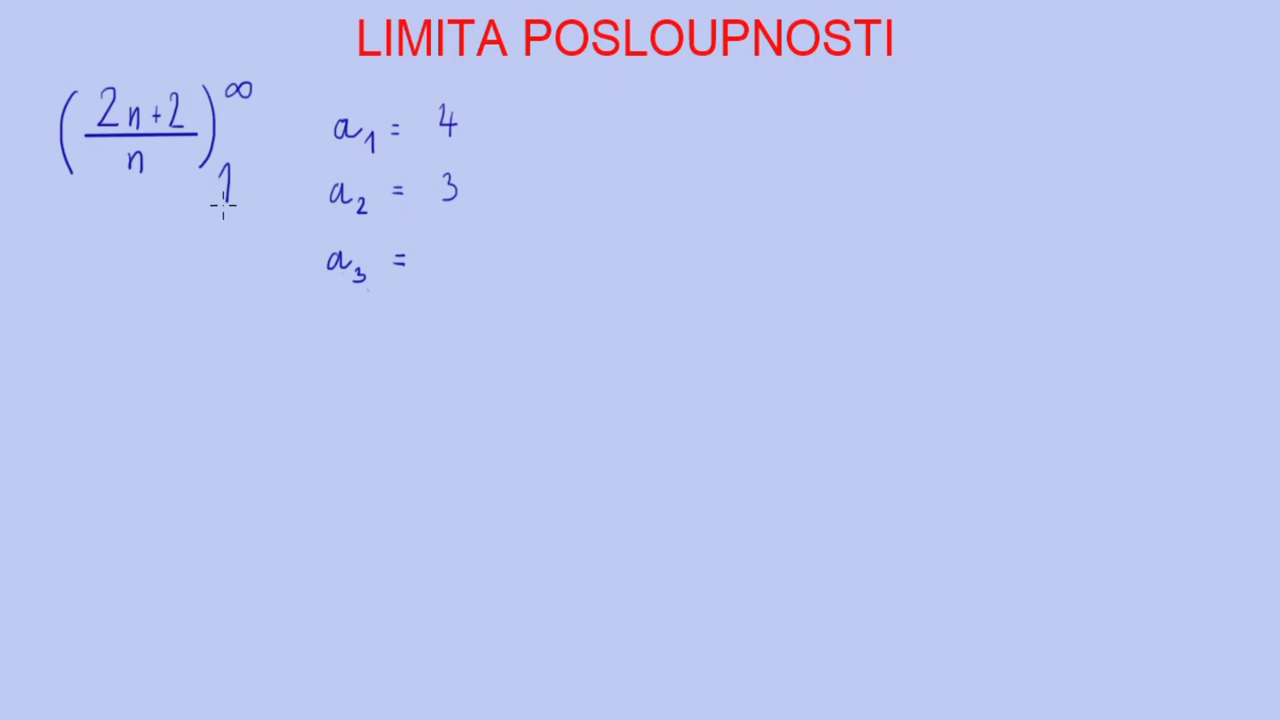 LIMITA POSLOUPNOSTI
(2n+2 / n)₁^∞
a₁ = 4
a₂ = 3
a₃ =